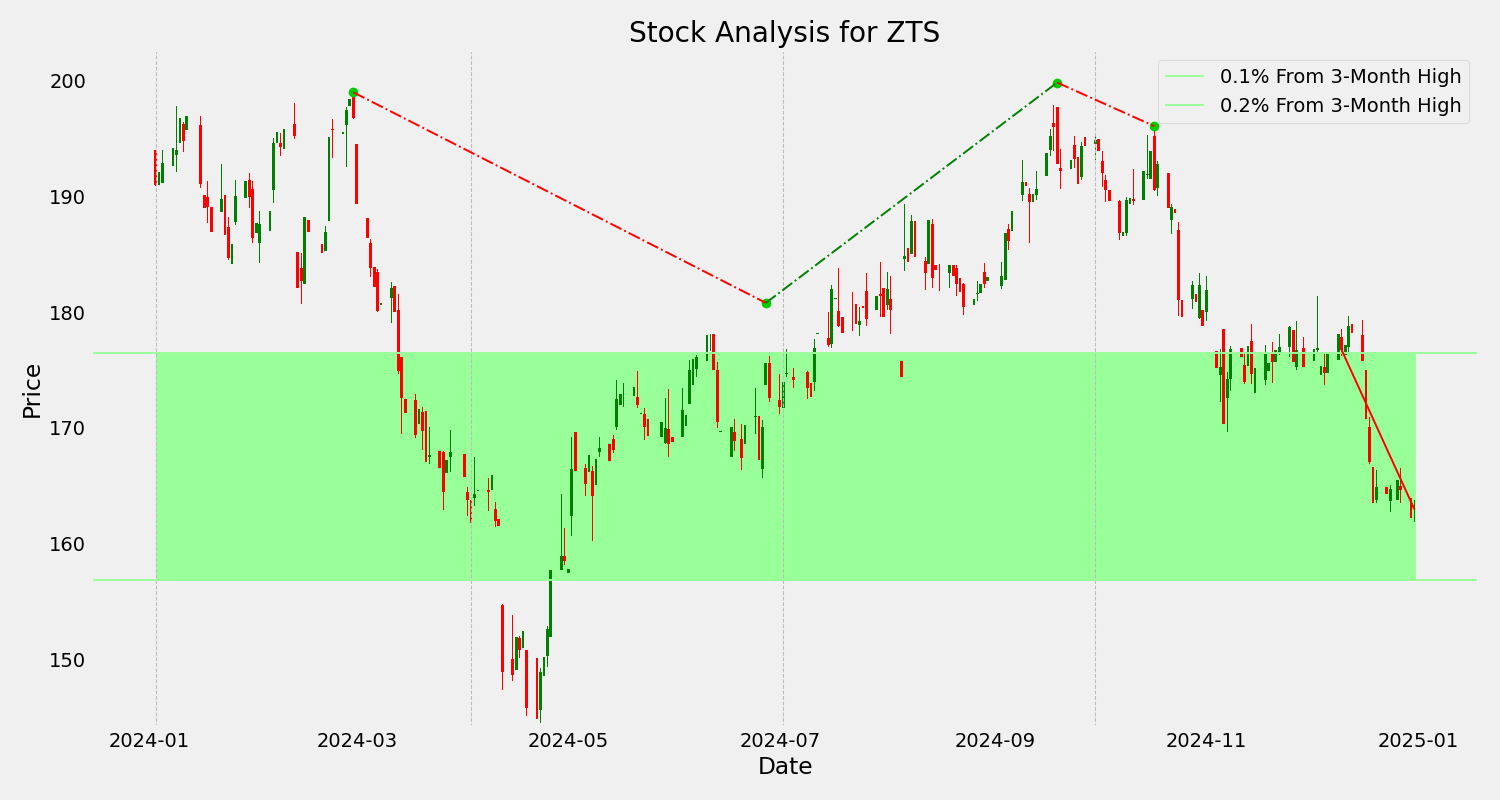 Stock Analysis for ZTS
0.1% From 3-Month High
0.2% From 3-Month High
200
190
180
170
160
150
Price
2024-01 2024-03 2024-05 2024-07 2024-09 2024-11 2025-01
Date